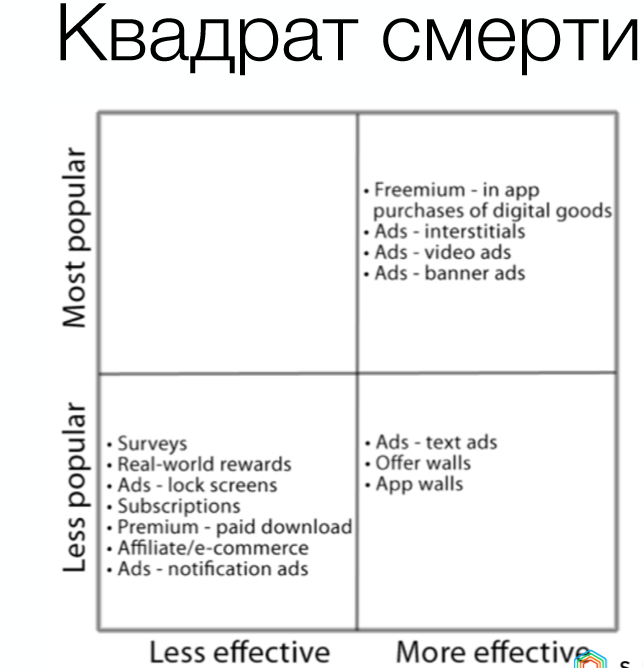 Квадрат смерти
Most popular
• Freemium - in app
purchases of digital goods
• Ads - interstitials
• Ads - video ads
• Ads - banner ads
Less popular
• Surveys
• Real-world rewards
• Ads - lock screens
• Subscriptions
• Premium - paid download
• Affiliate/e-commerce
• Ads - notification ads
• Ads - text ads
• Offer walls
• App walls
Less effective
More effective